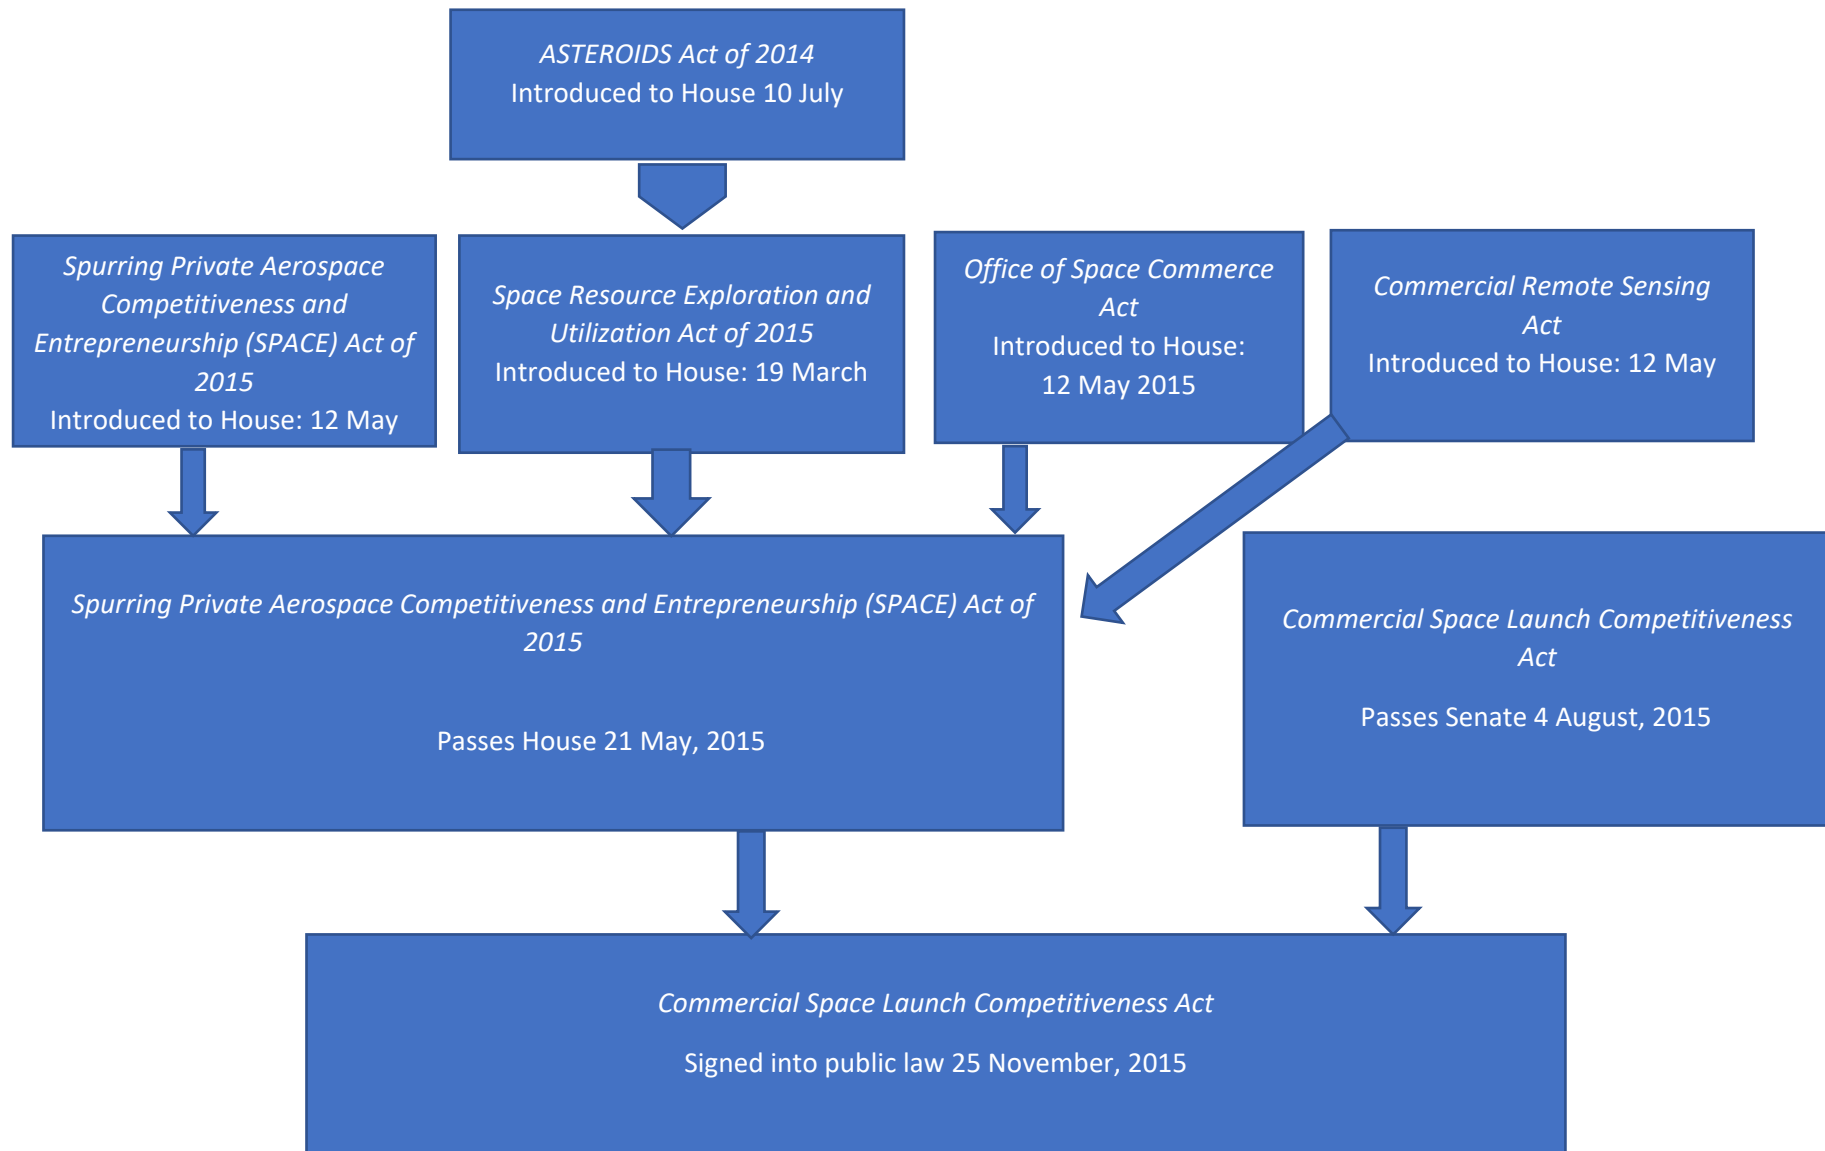 ASTEROIDS Act of 2014
Introduced to House 10 July
Spurring Private Aerospace
Competitiveness and
Entrepreneurship (SPACE) Act of
2015
Introduced to House: 12 May
Space Resource Exploration and
Utilization Act of 2015
Introduced to House: 19 March
Office of Space Commerce
Act
Introduced to House:
12 May 2015
Commercial Remote Sensing
Act
Introduced to House: 12 May
Spurring Private Aerospace Competitiveness and Entrepreneurship (SPACE) Act of
2015
Passes House 21 May, 2015
Commercial Space Launch Competitiveness
Act
Passes Senate 4 August, 2015
Commercial Space Launch Competitiveness Act
Signed into public law 25 November, 2015